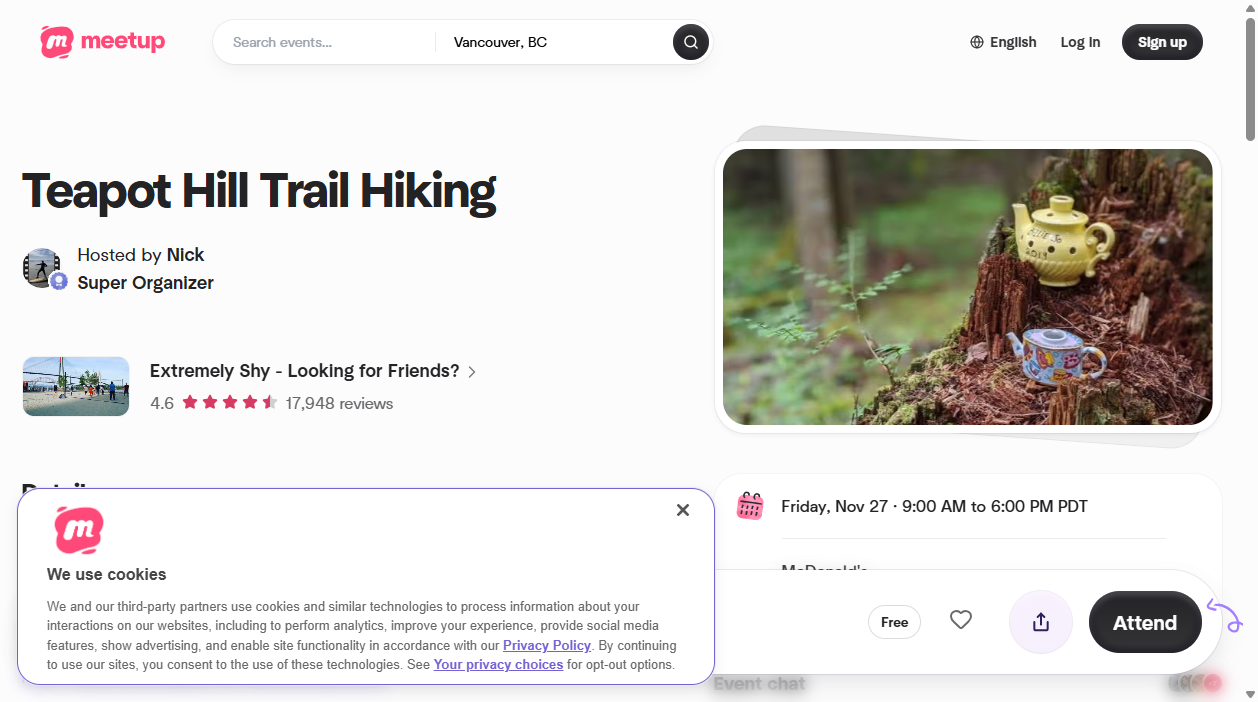 meetup
Search events...
Vancouver, BC
English
Log in
Sign up
Teapot Hill Trail Hiking
Hosted by Nick
Super Organizer
Extremely Shy - Looking for Friends?
4.6
17,948 reviews
Friday, Nov 27 · 9:00 AM to 6:00 PM PDT
We use cookies
We and our third-party partners use cookies and similar technologies to process information about your
interactions on our websites, including to perform analytics, improve your experience, provide social media
features, show advertising, and enable site functionality in accordance with our Privacy Policy. By continuing
to use our sites, you consent to the use of these technologies. See Your privacy choices for opt-out options.
Free
Attend
Event chat